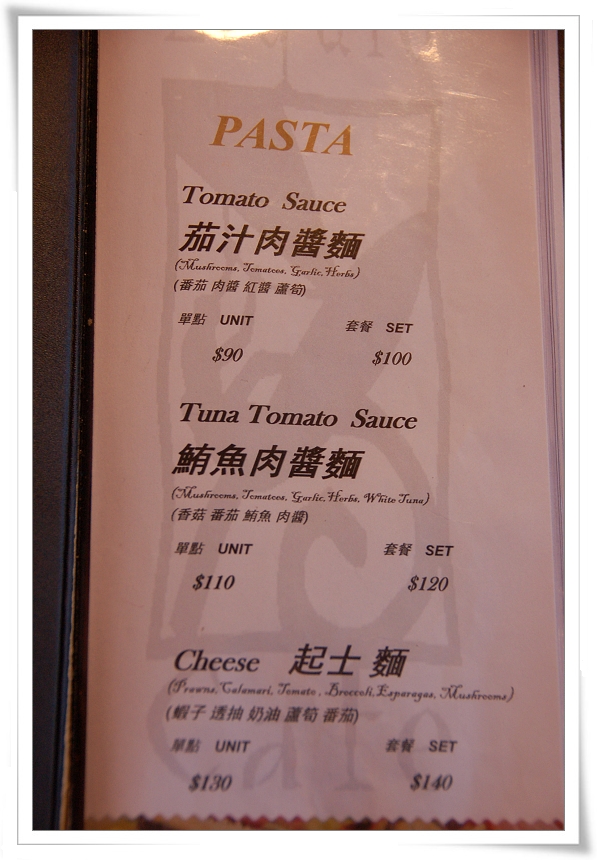 PASTA
Tomato Sauce
茄汁肉醬麵
(Mushrooms, Tomatoes, Garlic, Herbs)
(番茄 肉醬 紅醬 蘆筍)
單點 UNIT 套餐 SET
$90 $100
Tuna Tomato Sauce
鮪魚肉醬麵
(Mushrooms, Tomatoes, Garlic, Herbs, White Tuna)
(香菇 番茄 鮪魚 肉醬)
單點 UNIT 套餐 SET
$110 $120
Cheese 起士 麵
(Prawns, Calamari, Tomato, Broccoli, Esparagas, Mushrooms)
(蝦子 透抽 奶油 蘆筍 番茄)
單點 UNIT 套餐 SET
$130 $140
Cafe